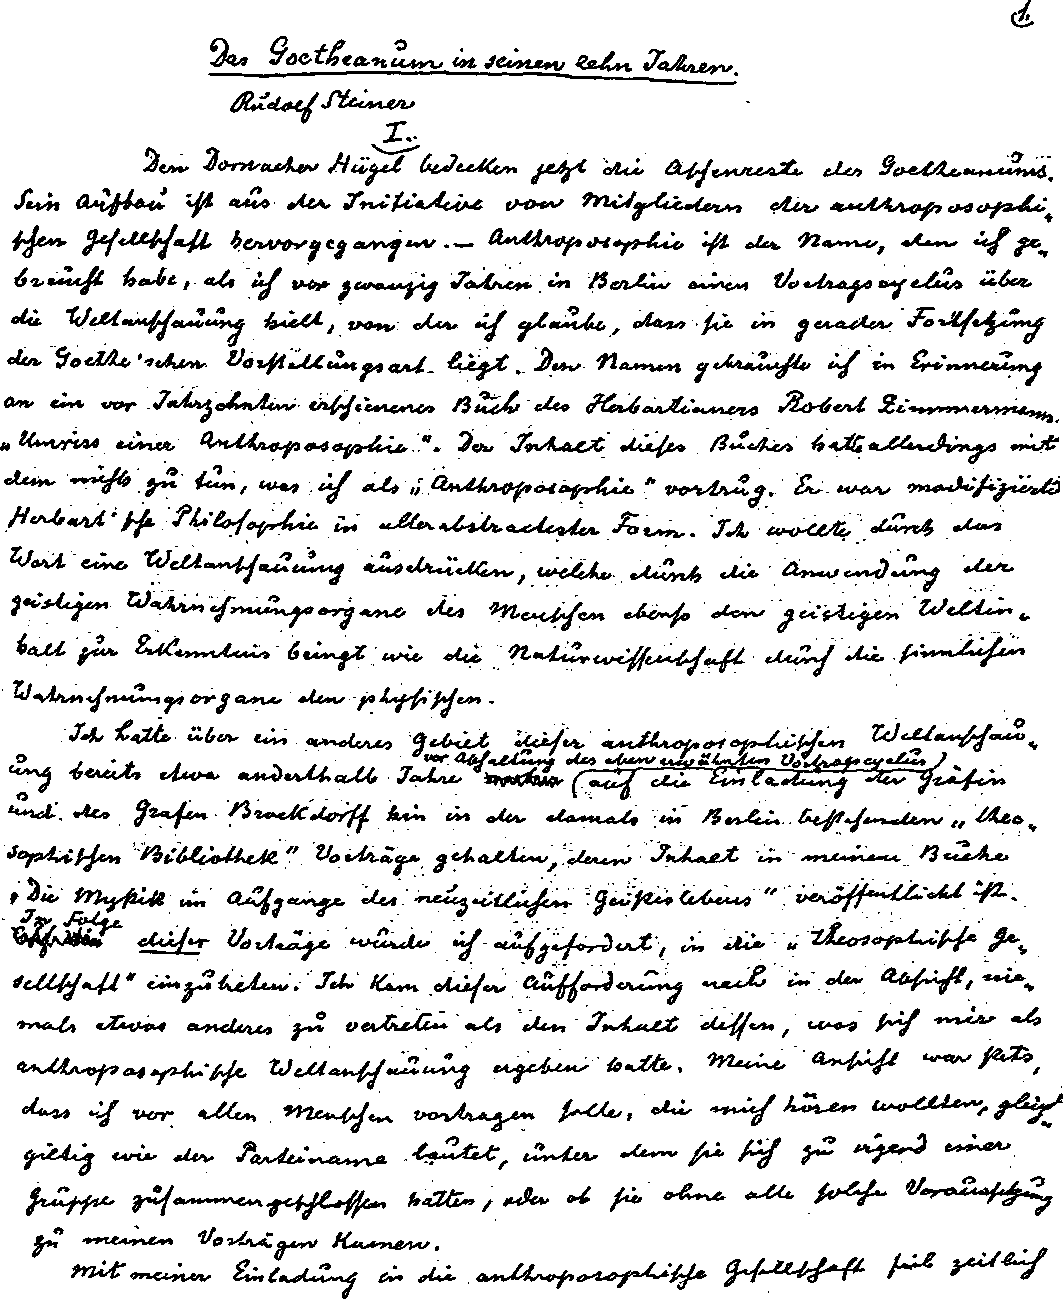 1.
Das Goetheanum in seinen zehn Jahren.
Rudolf Steiner
I.
Den Dornacher Hügel bedecken jetzt die Aschenreste des Goetheanums.
Sein Aufbau ist aus der Initiative von Mitgliedern der anthroposophi-
schen Gesellschaft hervorgegangen. — Anthroposophie ist der Name, den ich ge-
braucht habe, als ich vor zwanzig Jahren in Berlin einen Vortragscyclus über
die Weltanschauung hielt, von der ich glaube, dass sie in gerader Fortsetzung
der Goethe'schen Vorstellungsart liegt. Den Namen gebrauchte ich in Erinnerung
an ein vor Jahrzehnten erschienenes Buch des Herbartianers Robert Zimmermann.
„Umriss einer Anthroposophie“. Der Inhalt dieses Buches hatte allerdings mit
dem nichts zu tun, was ich als „Anthroposophie“ vortrug. Er war modifizierte
Herbart'sche Philosophie in allerabstractester Form. Ich wollte durch das
Wort eine Weltanschauung ausdrücken, welche durch die Anwendung der
geistigen Wahrnehmungsorgane des Menschen ebenso den geistigen Weltin-
halt zur Erkenntnis bringt wie die Naturwissenschaft durch die sinnlichen
Wahrnehmungsorgane den physischen.
Ich hatte über ein anderes Gebiet dieser anthroposophischen Weltanschau-
vor Abhaltung des eben erwähnten Vortragscyclus
ung bereits etwa anderthalb Jahre (auf die Einladung der Gräfin
und des Grafen Brockdorff hin in der damals in Berlin bestehenden „theo-
sophischen Bibliothek“ Vorträge gehalten, deren Inhalt in meinem Buche
„Die Mystik im Aufgange des neuzeitlichen Geisteslebens“ veröffentlicht ist.
In Folge
dieser Vorträge wurde ich aufgefordert, in die „theosophische Ge-
sellschaft“ einzutreten. Ich kam dieser Aufforderung nach in der Absicht, nie-
mals etwas anderes zu vertreten als den Inhalt dessen, was sich mir als
anthroposophische Weltanschauung ergeben hatte. Meine Ansicht war stets,
dass ich vor allen Menschen vortragen solle, die mich hören wollten, gleich-
giltig wie der Parteiname lautet, unter dem sie sich zu irgend einer
Gruppe zusammengeschlossen hatten, oder ob sie ohne alle solche Voraussetzung
zu meinen Vorträgen kamen.
Mit meiner Einladung in die anthroposophische Gesellschaft fiel zeitlich